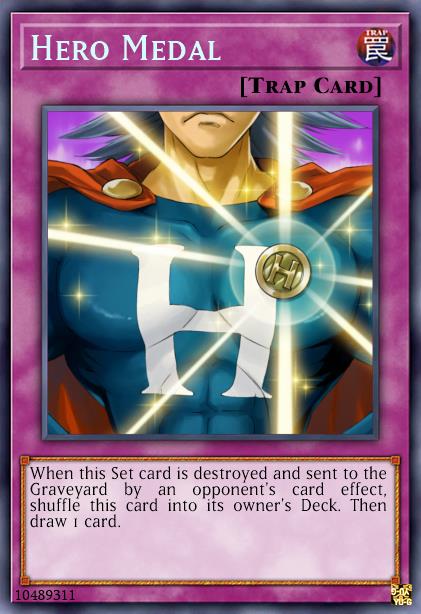 Hero Medal
TRAP
罠
[Trap Card]
H
H
When this Set card is destroyed and sent to the
Graveyard by an opponent's card effect,
shuffle this card into its owner's Deck. Then
draw 1 card.
10489311